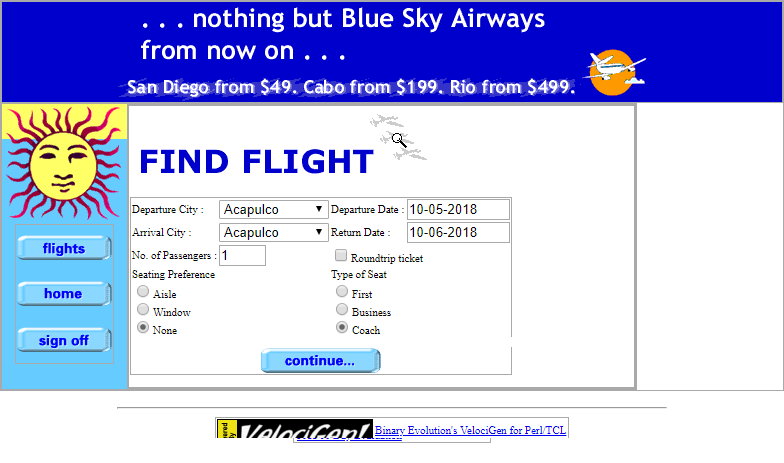 . . . nothing but Blue Sky Airways
from now on . . .
San Diego from $49. Cabo from $199. Rio from $499.
FIND FLIGHT
flights
home
sign off
Departure City : Acapulco Departure Date : 10-05-2018
Arrival City : Acapulco Return Date : 10-06-2018
No. of Passengers : 1 Roundtrip ticket
Seating Preference Type of Seat
Aisle First
Window Business
None Coach
continue...
VelociGen! Binary Evolution's VelociGen for Perl/TCL